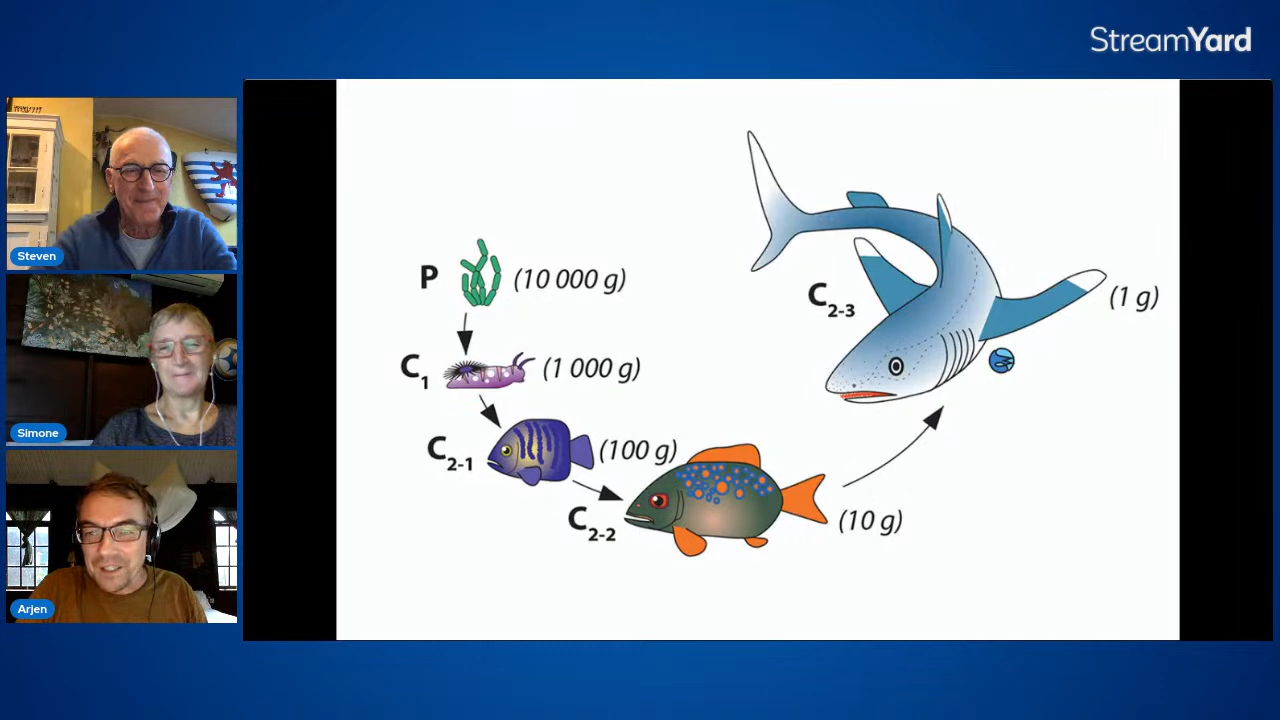 StreamYard
Steven
Simone
Arjen
P (10 000 g)
C1 (1 000 g)
C2-1 (100 g)
C2-2 (10 g)
C2-3 (1 g)